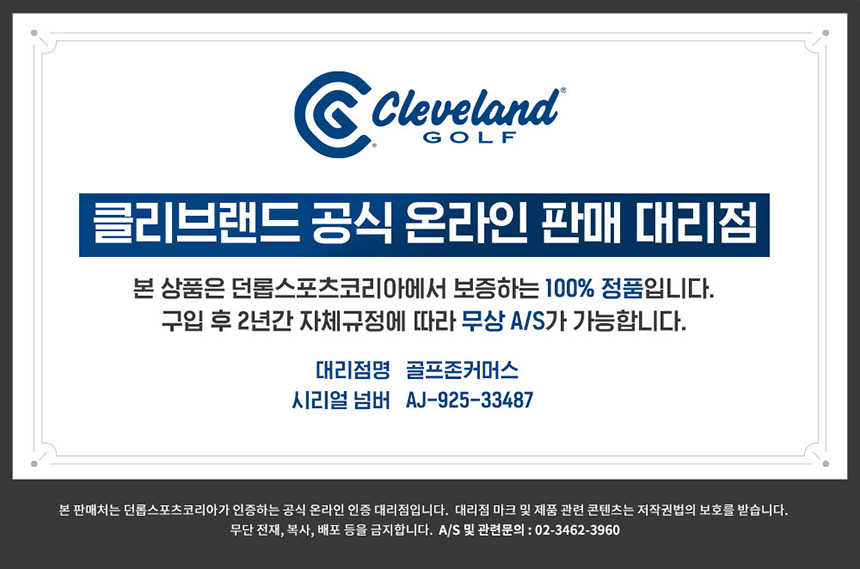 Cleveland®
GOLF
®
클리브랜드 공식 온라인 판매 대리점
본 상품은 던롭스포츠코리아에서 보증하는 100% 정품입니다.
구입 후 2년간 자체규정에 따라 무상 A/S가 가능합니다.
대리점명 골프존커머스
시리얼 넘버 AJ-925-33487
본 판매처는 던롭스포츠코리아가 인증하는 공식 온라인 인증 대리점입니다. 대리점 마크 및 제품 관련 콘텐츠는 저작권법의 보호를 받습니다.
무단 전재, 복사, 배포 등을 금지합니다. A/S 및 관련문의 : 02-3462-3960